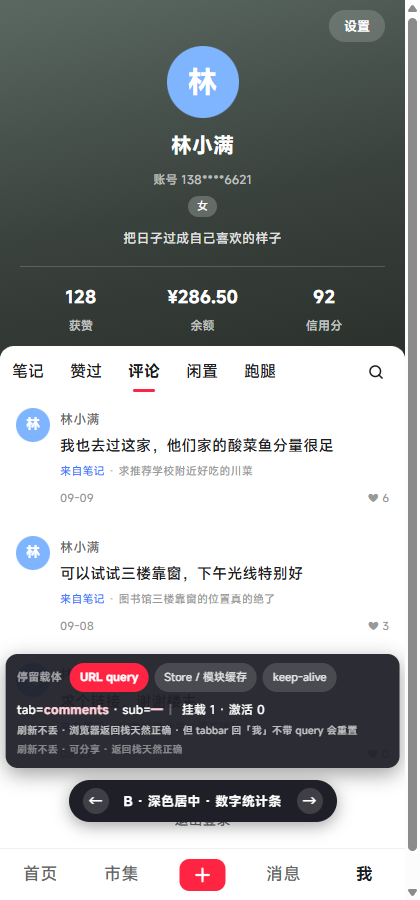 设置
林
林小满
账号 138****6621
女
把日子过成自己喜欢的样子
128 ¥286.50 92
获赞 余额 信用分
笔记 赞过 评论 闲置 跑腿
林
林小满
我也去过这家，他们家的酸菜鱼分量很足
来自笔记 · 求推荐学校附近好吃的川菜
09-09 6
林
林小满
可以试试三楼靠窗，下午光线特别好
来自笔记 · 图书馆三楼靠窗的位置真的绝了
09-08 3
停留载体 URL query Store / 模块缓存 keep-alive
tab=comments · sub=— | 挂载 1 · 激活 0
刷新不丢 · 浏览器返回栈天然正确 · 但 tabbar 回「我」不带 query 会重置
刷新不丢 · 可分享 · 返回栈天然正确
← B · 深色居中 · 数字统计条 →
退出登录
首页 市集 + 消息 我